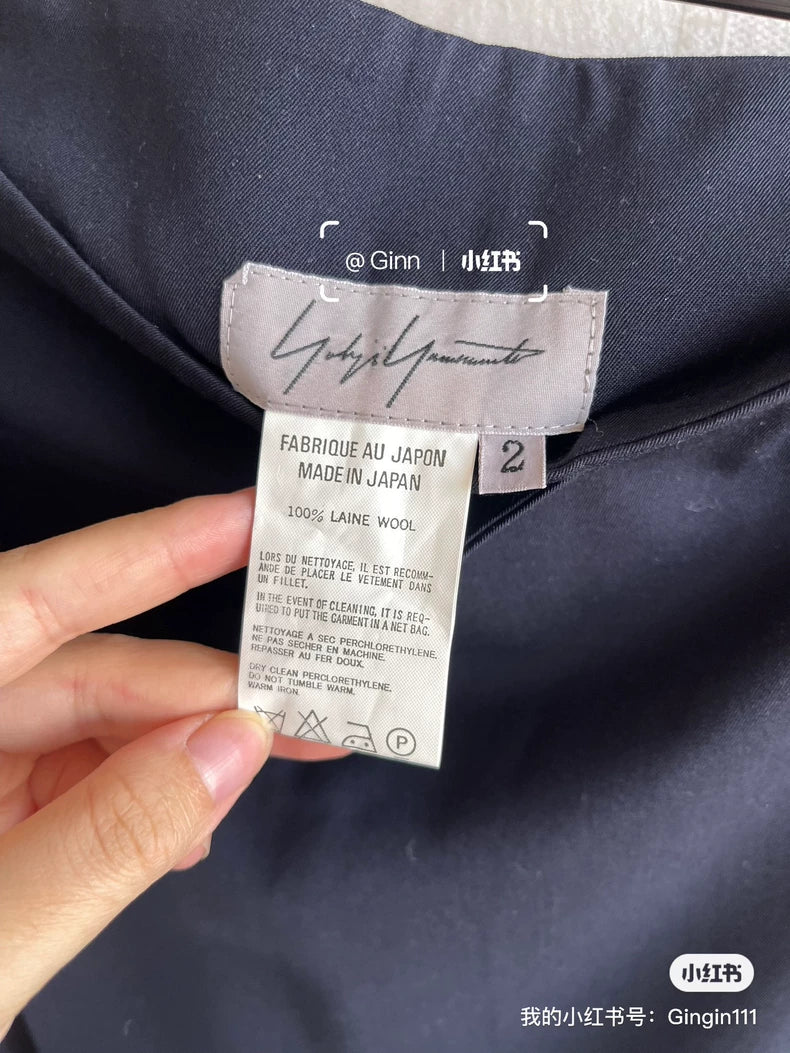 @ Ginn | 小红书
Yohji Yamamoto
2
FABRIQUE AU JAPON
MADE IN JAPAN
100% LAINE WOOL
LORS DU NETTOYAGE, IL EST RECOMM-
ANDE DE PLACER LE VETEMENT DANS
UN FILLET.
IN THE EVENT OF CLEANING, IT IS REQ-
UIRED TO PUT THE GARMENT IN A NET BAG.
NETTOYAGE A SEC PERCHLORETHYLENE.
NE PAS SECHER EN MACHINE.
REPASSER AU FER DOUX.
DRY CLEAN PERCLORETHYLENE.
DO NOT TUMBLE WARM.
WARM IRON.
P
小红书
我的小红书号：Gingin111